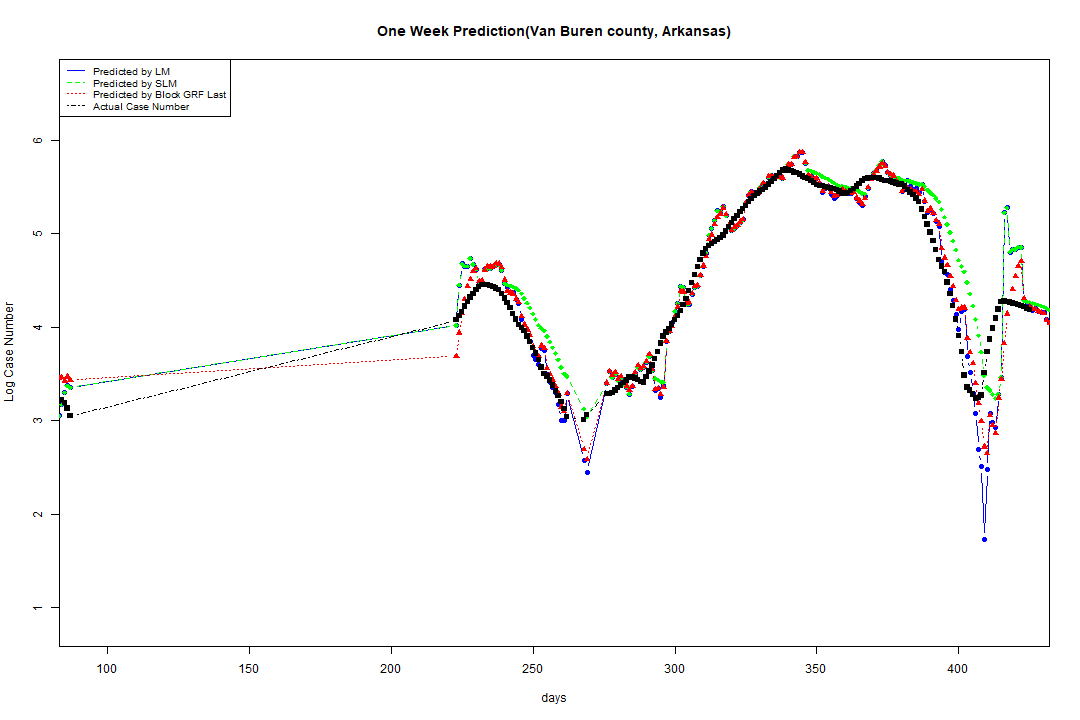 One Week Prediction(Van Buren county, Arkansas)
Predicted by LM
Predicted by SLM
Predicted by Block GRF Last
Actual Case Number
6
5
4
3
2
1
Log Case Number
100 150 200 250 300 350 400
days